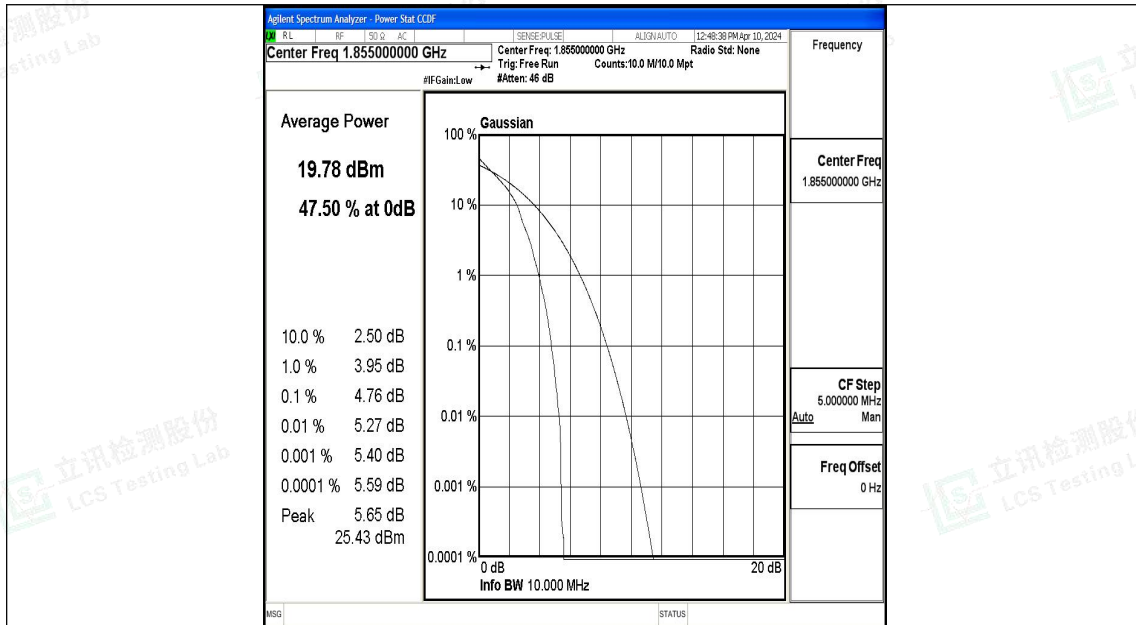 Agilent Spectrum Analyzer - Power Stat CCDF
RL RF 50 Ω AC SENSE:PULSE ALIGNAUTO 12:48:38 PM Apr 10, 2024
Center Freq 1.855000000 GHz
Center Freq: 1.855000000 GHz Radio Std: None
Trig: Free Run Counts:10.0 M/10.0 Mpt
#IFGain:Low #Atten: 46 dB
Frequency
Average Power
19.78 dBm
47.50 % at 0dB
10.0 % 2.50 dB
1.0 % 3.95 dB
0.1 % 4.76 dB
0.01 % 5.27 dB
0.001 % 5.40 dB
0.0001 % 5.59 dB
Peak 5.65 dB
25.43 dBm
Gaussian
100 %
10 %
1 %
0.1 %
0.01 %
0.001 %
0.0001 %
0 dB 20 dB
Info BW 10.000 MHz
Center Freq
1.855000000 GHz
CF Step
5.000000 MHz
Auto Man
Freq Offset
0 Hz
MSG STATUS
立讯检测股份
LCS Testing Lab
立讯检测股份
LCS Testing L